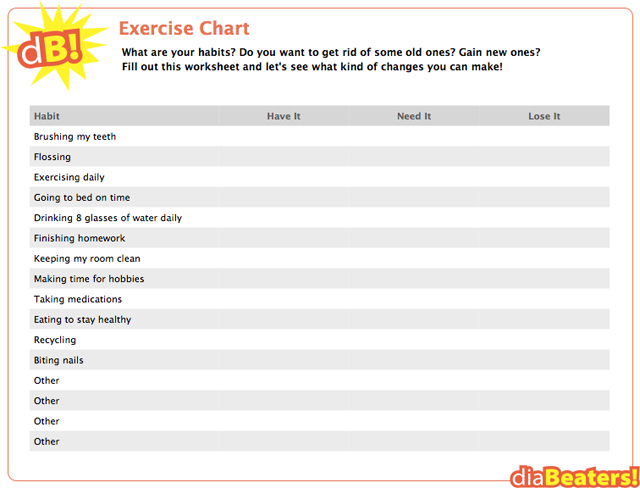 dB!
Exercise Chart
What are your habits? Do you want to get rid of some old ones? Gain new ones?
Fill out this worksheet and let's see what kind of changes you can make!
Habit Have It Need It Lose It
Brushing my teeth
Flossing
Exercising daily
Going to bed on time
Drinking 8 glasses of water daily
Finishing homework
Keeping my room clean
Making time for hobbies
Taking medications
Eating to stay healthy
Recycling
Biting nails
Other
Other
Other
Other
diaBeaters!